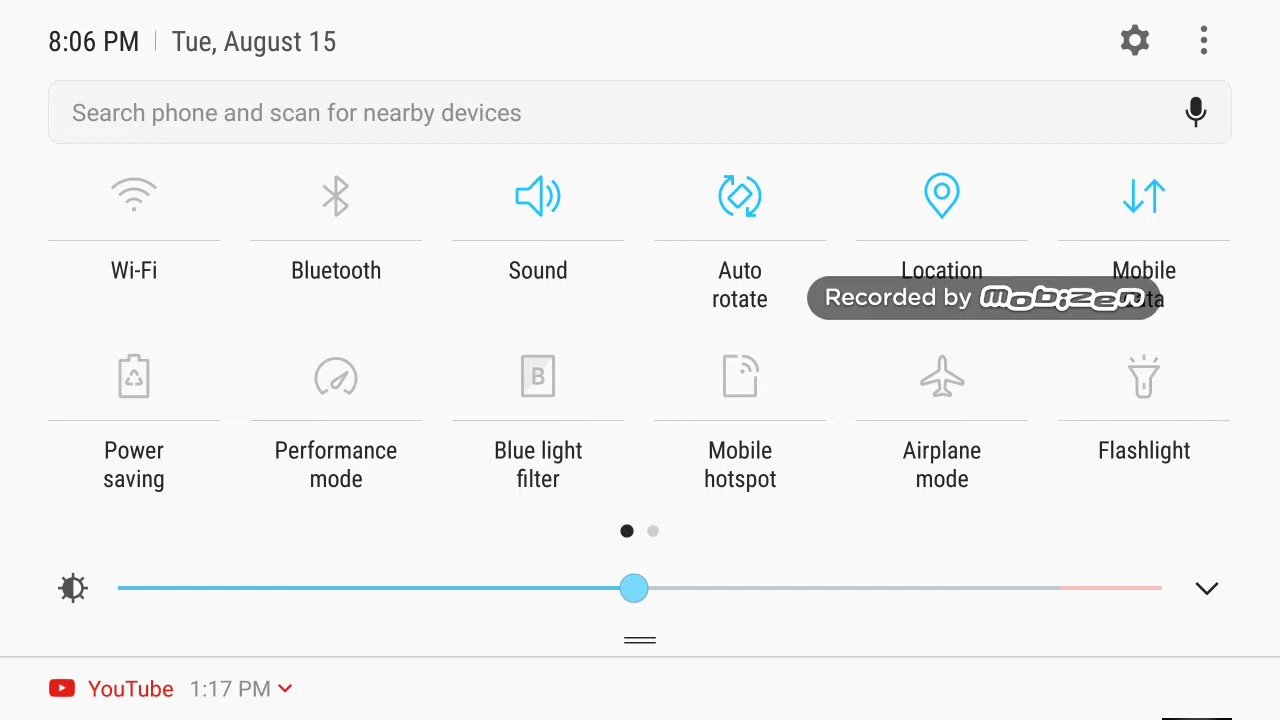 8:06 PM Tue, August 15
Search phone and scan for nearby devices
Wi-Fi Bluetooth Sound Auto rotate Location Mobile
Recorded by mobizen
Power saving Performance mode B Blue light filter Mobile hotspot Airplane mode Flashlight
YouTube 1:17 PM